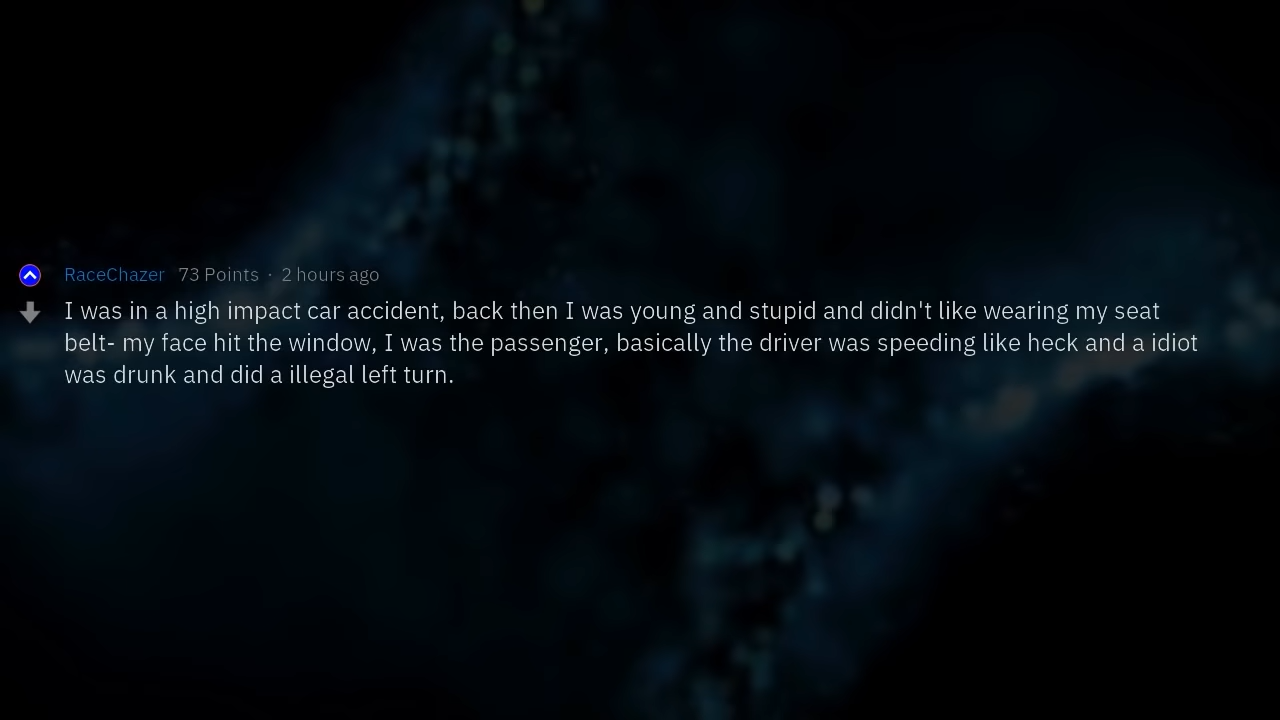 RaceChazer 73 Points · 2 hours ago
I was in a high impact car accident, back then I was young and stupid and didn't like wearing my seat
belt- my face hit the window, I was the passenger, basically the driver was speeding like heck and a idiot
was drunk and did a illegal left turn.